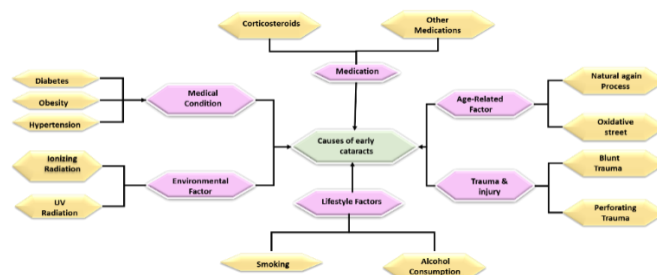 Corticosteroids
Other
Medications
Medication
Diabetes
Obesity
Hypertension
Medical
Condition
Natural again
Process
Age-Related
Factor
Oxidative
street
Causes of early
cataracts
Ionizing
Radiation
UV
Radiation
Environmental
Factor
Blunt
Trauma
Trauma &
injury
Perforating
Trauma
Lifestyle Factors
Smoking
Alcohol
Consumption